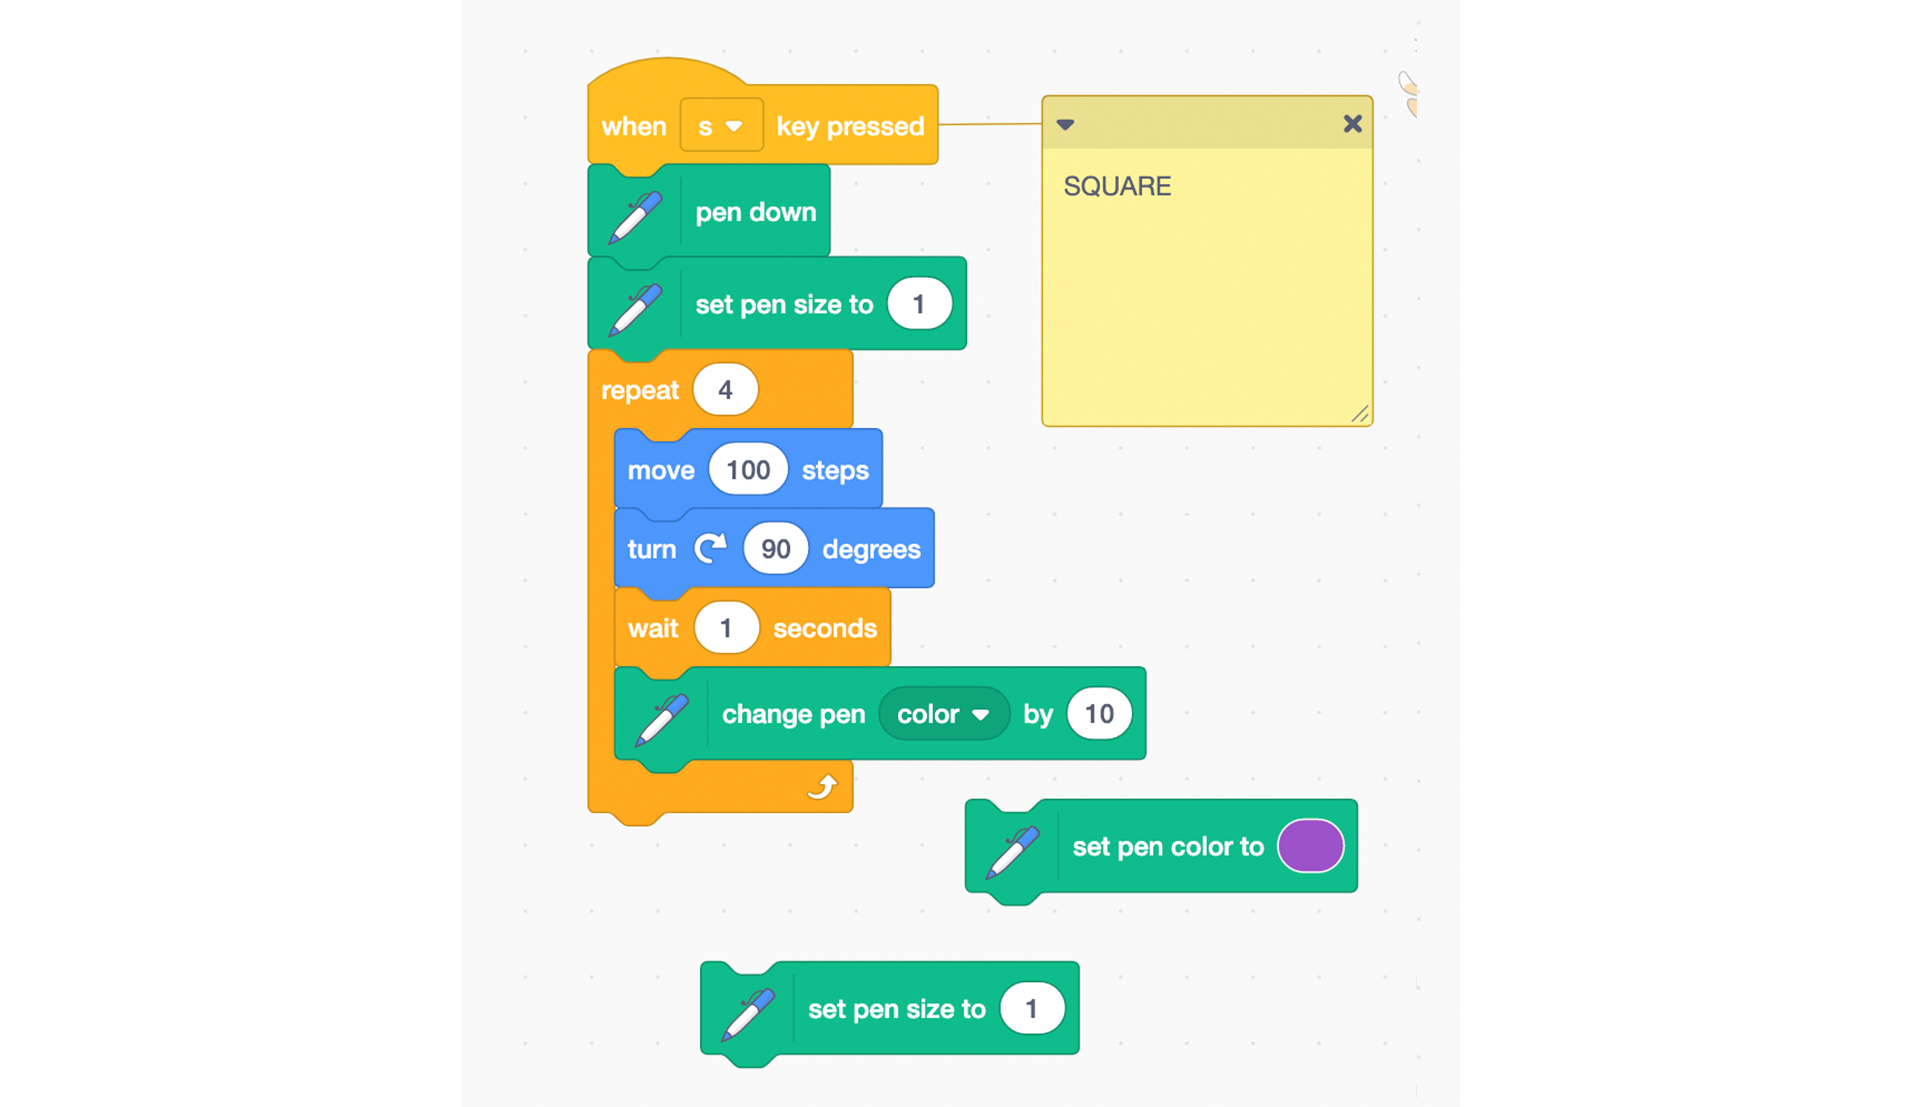 when s key pressed
SQUARE
pen down
set pen size to 1
repeat 4
move 100 steps
turn 90 degrees
wait 1 seconds
change pen color by 10
set pen color to
set pen size to 1